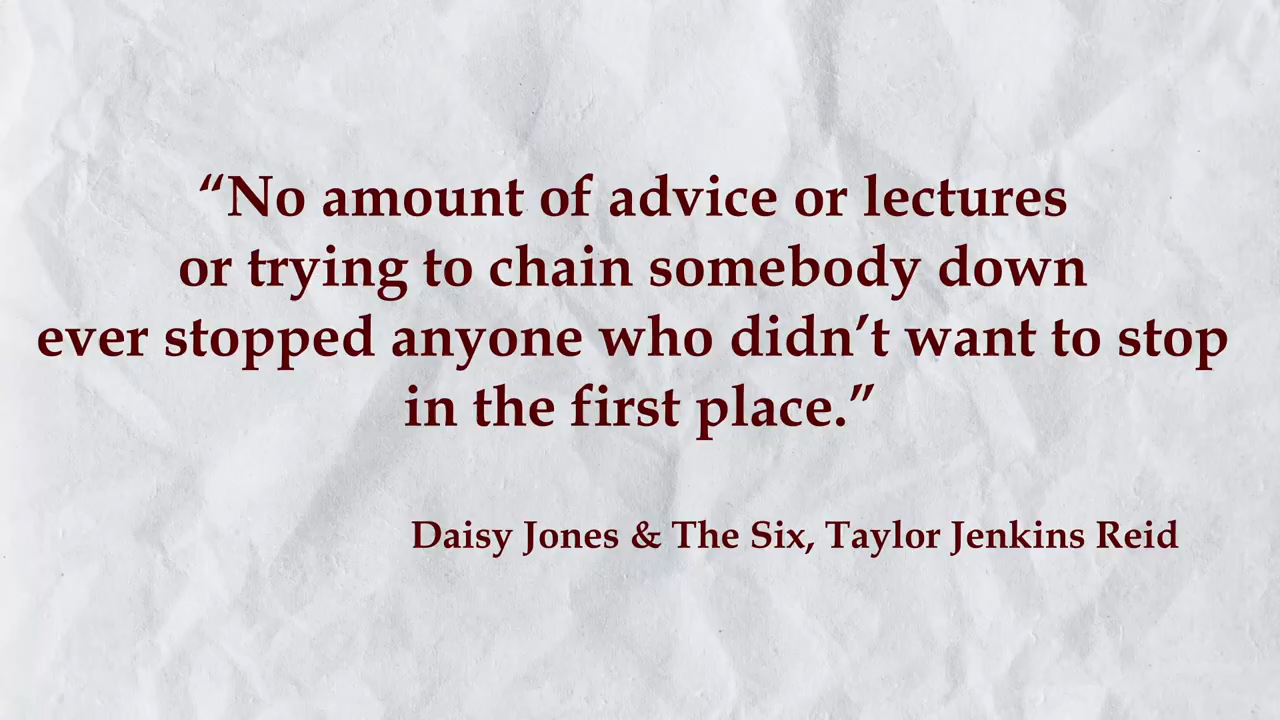 “No amount of advice or lectures
or trying to chain somebody down
ever stopped anyone who didn’t want to stop
in the first place.”
Daisy Jones & The Six, Taylor Jenkins Reid